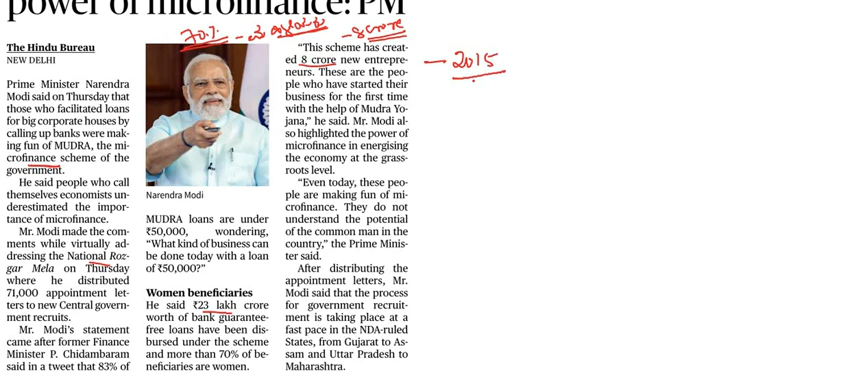 power of microfinance: PM
70% -
- 8 crore
The Hindu Bureau
NEW DELHI
Prime Minister Narendra
Modi said on Thursday that
those who facilitated loans
for big corporate houses by
calling up banks were mak-
ing fun of MUDRA, the mi-
crofinance scheme of the
government.
He said people who call
themselves economists un-
derestimated the impor-
tance of microfinance.
Mr. Modi made the com-
ments while virtually ad-
dressing the National Roz-
gar Mela on Thursday
where he distributed
71,000 appointment let-
ters to new Central govern-
ment recruits.
Mr. Modi's statement
came after former Finance
Minister P. Chidambaram
said in a tweet that 83% of
Narendra Modi
MUDRA loans are under
₹50,000, wondering,
"What kind of business can
be done today with a loan
of ₹50,000?"
Women beneficiaries
He said ₹23 lakh crore
worth of bank guarantee-
free loans have been dis-
bursed under the scheme
and more than 70% of be-
neficiaries are women.
"This scheme has creat-
ed 8 crore new entrepre-
neurs. These are the peo-
ple who have started their
business for the first time
with the help of Mudra Yo-
jana," he said. Mr. Modi al-
so highlighted the power of
microfinance in energising
the economy at the grass-
roots level.
"Even today, these peo-
ple are making fun of mi-
crofinance. They do not
understand the potential
of the common man in the
country," the Prime Minis-
ter said.
After distributing the
appointment letters, Mr.
Modi said that the process
for government recruit-
ment is taking place at a
fast pace in the NDA-ruled
States, from Gujarat to As-
sam and Uttar Pradesh to
Maharashtra.
- 2015